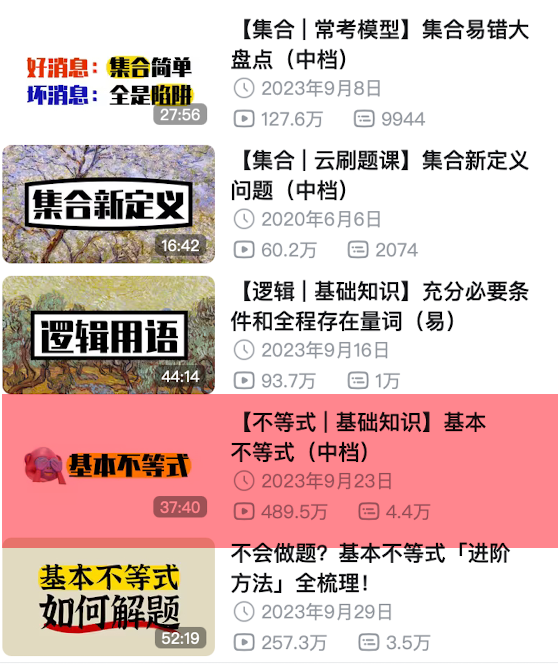 好消息：集合简单
坏消息：全是陷阱
27:56
【集合 | 常考模型】集合易错大
盘点（中档）
2023年9月8日
127.6万 9944
集合新定义
16:42
【集合 | 云刷题课】集合新定义
问题（中档）
2020年6月6日
60.2万 2074
逻辑用语
44:14
【逻辑 | 基础知识】充分必要条
件和全程存在量词（易）
2023年9月16日
93.7万 1万
基本不等式
37:40
【不等式 | 基础知识】基本
不等式（中档）
2023年9月23日
489.5万 4.4万
基本不等式
如何解题
52:19
不会做题？基本不等式「进阶
方法」全梳理！
2023年9月29日
257.3万 3.5万